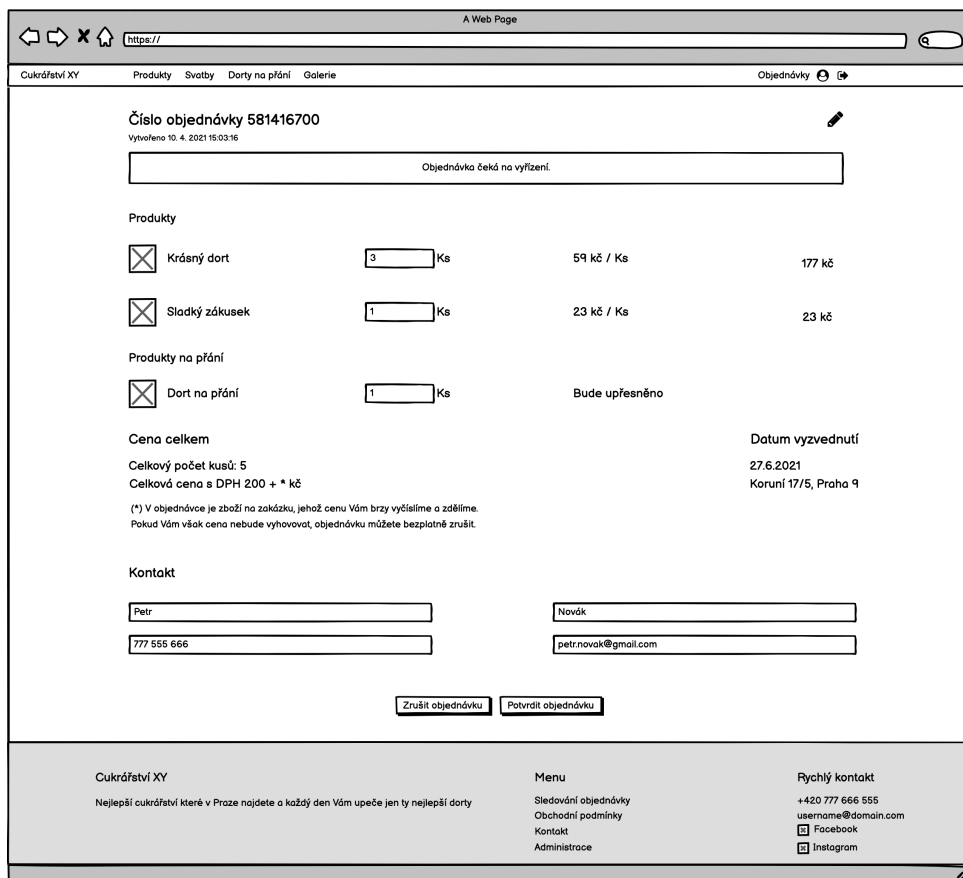 A Web Page
https://
Cukrářství XY Produkty Svatby Dorty na přání Galerie Objednávky
Číslo objednávky 581416700
Vytvořeno 10. 4. 2021 15:03:16
Objednávka čeká na vyřízení.
Produkty
Krásný dort 3 Ks 59 kč / Ks 177 kč
Sladký zákusek 1 Ks 23 kč / Ks 23 kč
Produkty na přání
Dort na přání 1 Ks Bude upřesněno
Cena celkem Datum vyzvednutí
Celkový počet kusů: 5 27.6.2021
Celková cena s DPH 200 + * kč Koruní 17/5, Praha 9
(*) V objednávce je zboží na zakázku, jehož cenu Vám brzy vyčíslíme a zdělíme.
Pokud Vám však cena nebude vyhovovat, objednávku můžete bezplatně zrušit.
Kontakt
Petr Novák
777 555 666 petr.novak@gmail.com
Zrušit objednávku Potvrdit objednávku
Cukrářství XY Menu Rychlý kontakt
Nejlepší cukrářství které v Praze najdete a každý den Vám upeče jen ty nejlepší dorty Sledování objednávky +420 777 666 555
Obchodní podmínky username@domain.com
Kontakt Facebook
Administrace Instagram